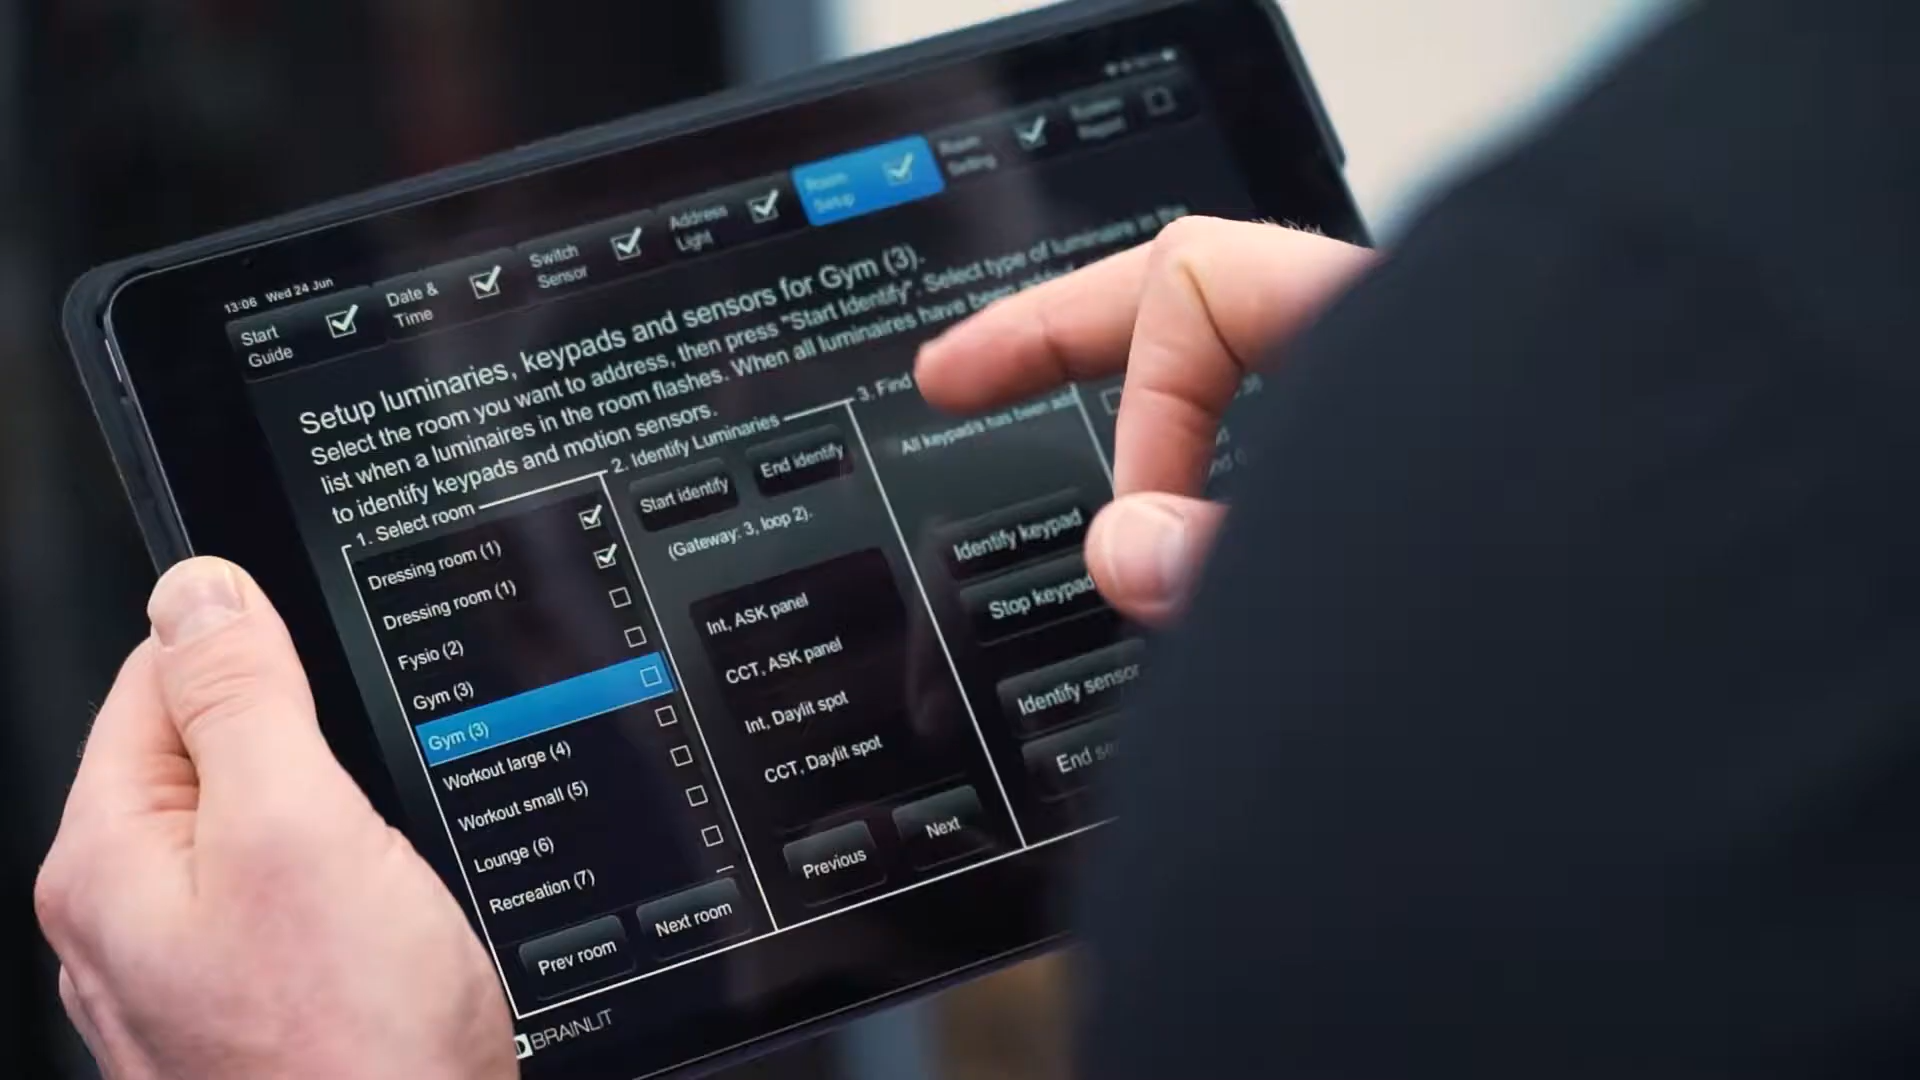 13:06 Wed 24 Jun
Start
Guide
Date &
Time
Switch
Sensor
Address
Light
Room
Setup
Room
Setting
Setup luminaries, keypads and sensors for Gym (3).
Select the room you want to address, then press "Start Identify". Select type of luminaire in the
list when a luminaires in the room flashes. When all luminaires have been
to identify keypads and motion sensors.
1. Select room
Dressing room (1)
Dressing room (1)
Fysio (2)
Gym (3)
Gym (3)
Workout large (4)
Workout small (5)
Lounge (6)
Recreation (7)
Prev room
Next room
2. Identify Luminaries
Start identify
End identify
(Gateway: 3, loop 2).
Int, ASK panel
CCT, ASK panel
Int, Daylit spot
CCT, Daylit spot
Previous
Next
3. Find
All keypad/s has been
Identify keypad
Stop keypad
Identify sensor
End
BRAINLIT